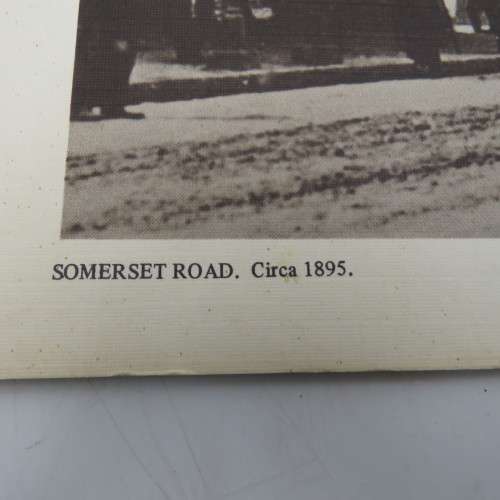 SOMERSET ROAD. Circa 1895.